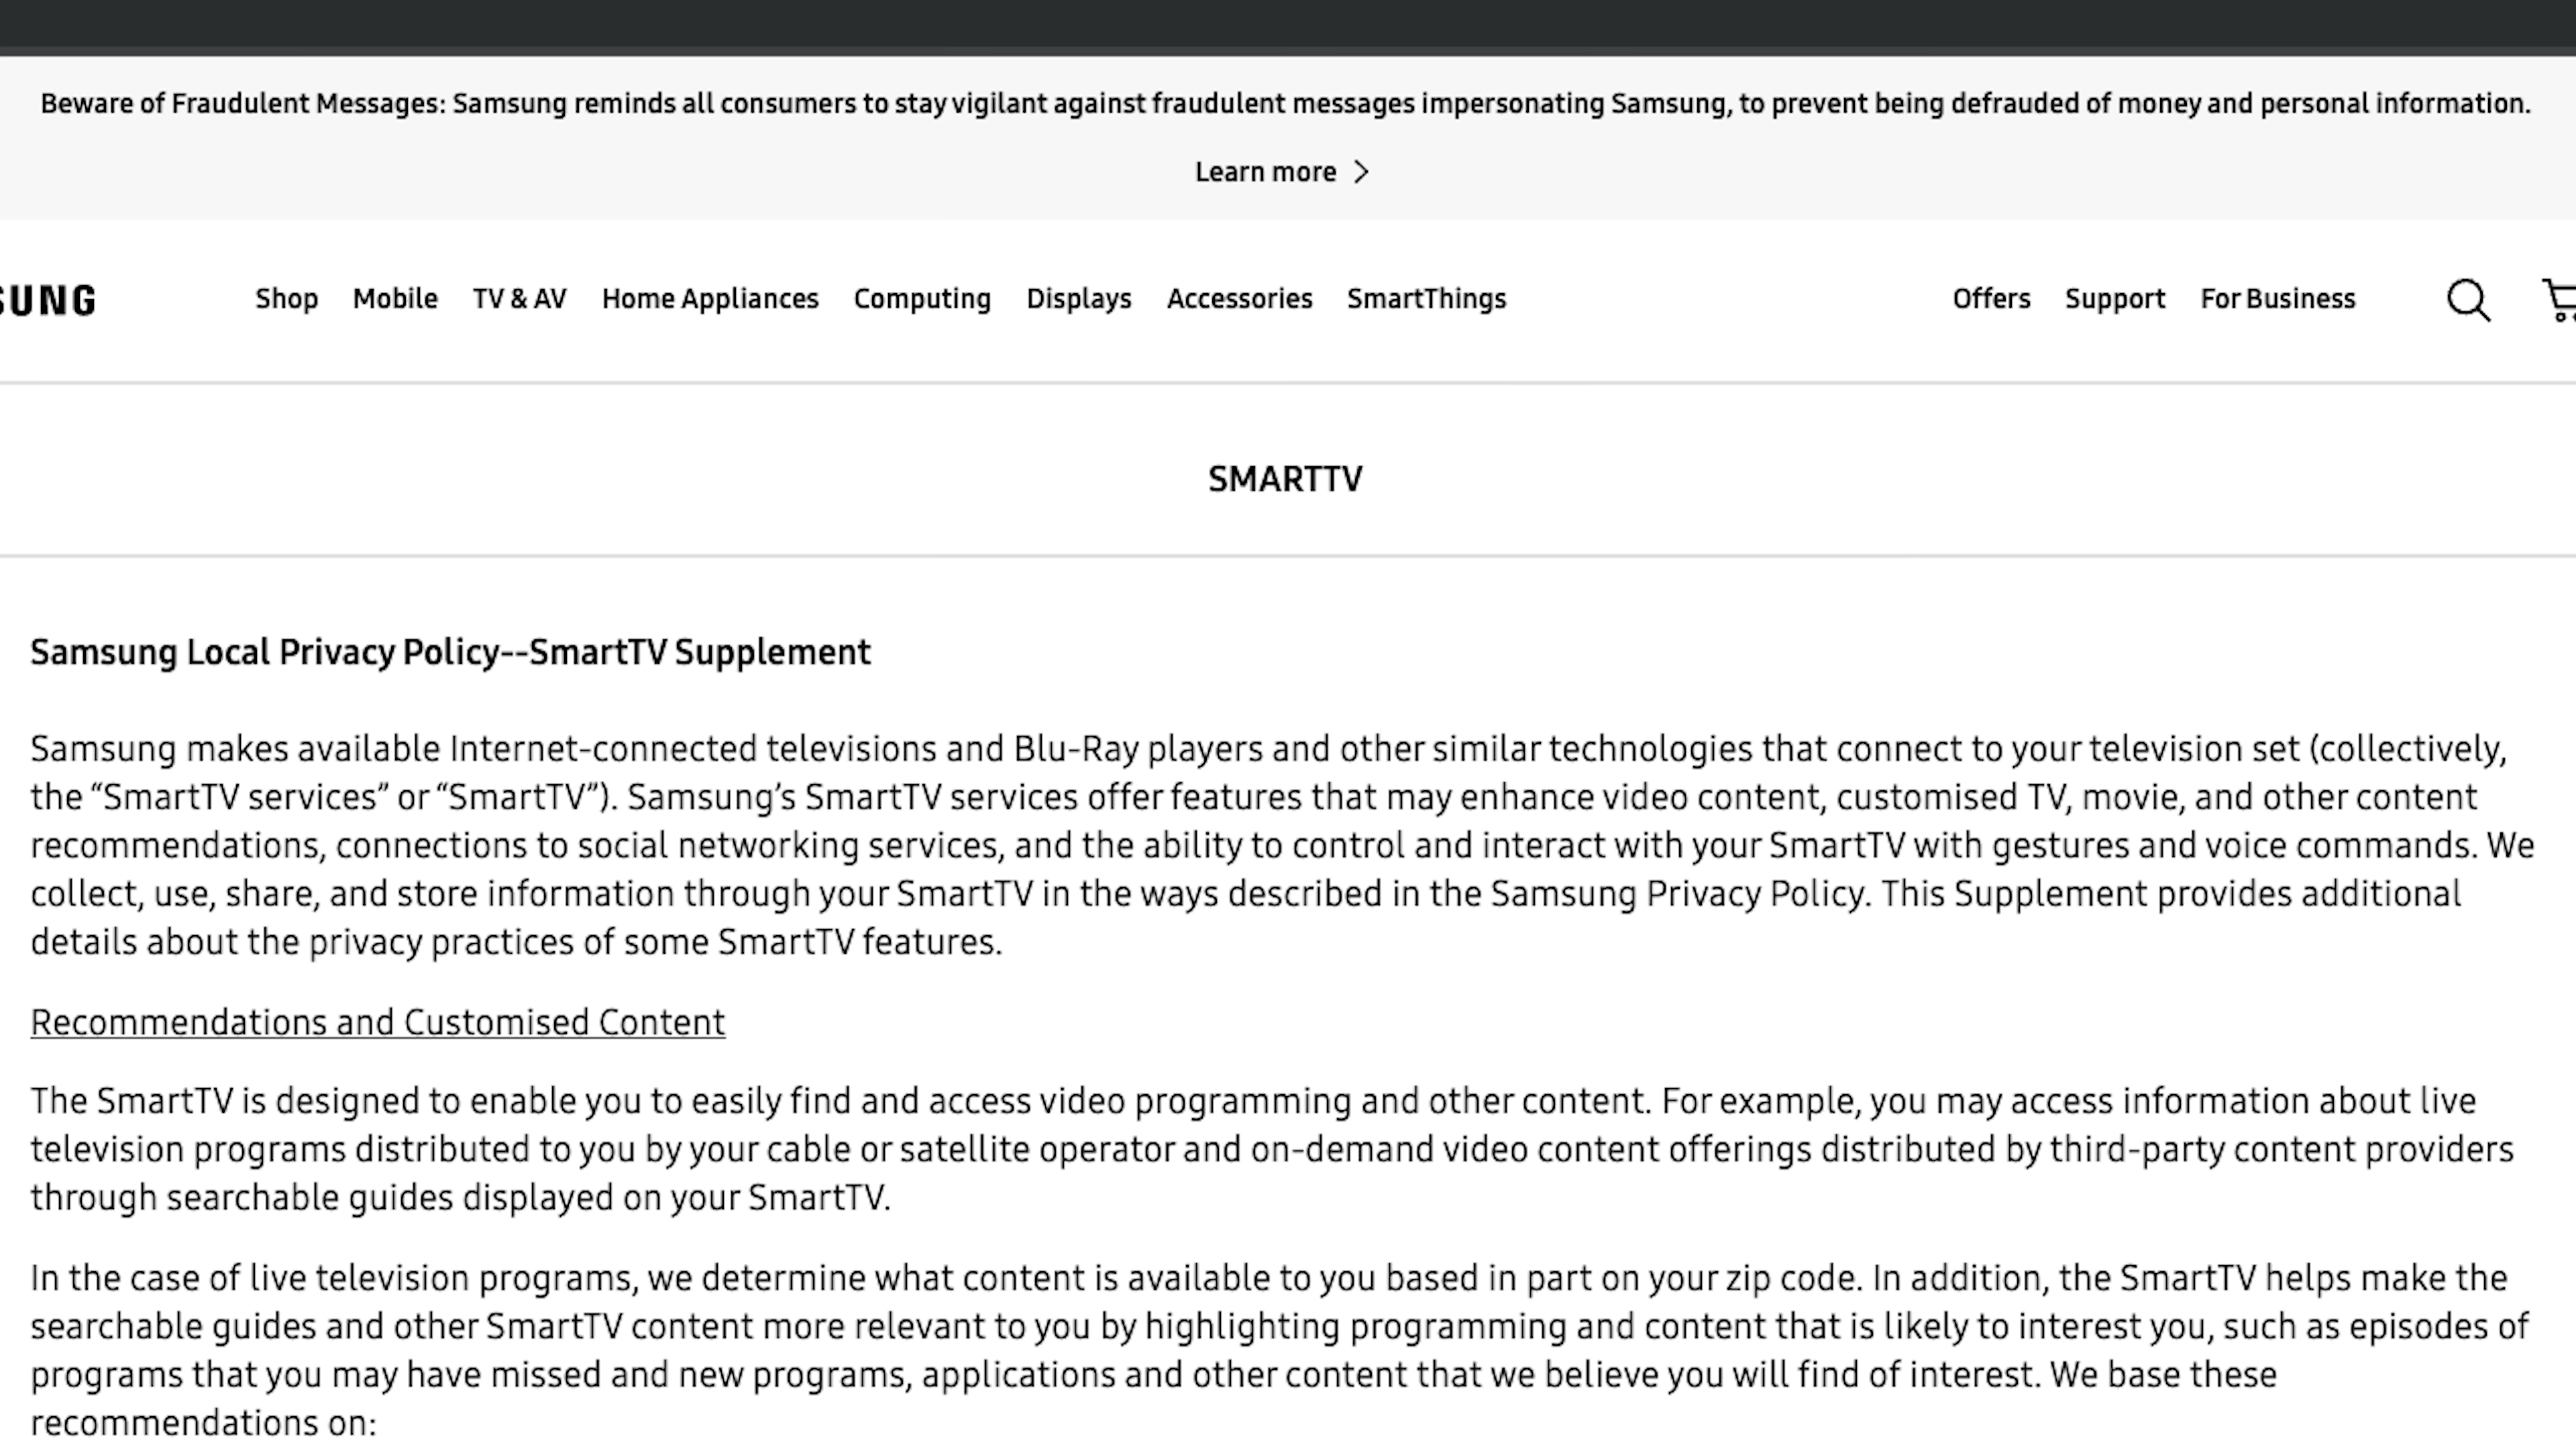 Beware of Fraudulent Messages: Samsung reminds all consumers to stay vigilant against fraudulent messages impersonating Samsung, to prevent being defrauded of money and personal information.
Learn more
SUNG
Shop Mobile TV & AV Home Appliances Computing Displays Accessories SmartThings Offers Support For Business
SMARTTV
Samsung Local Privacy Policy--SmartTV Supplement
Samsung makes available Internet-connected televisions and Blu-Ray players and other similar technologies that connect to your television set (collectively,
the “SmartTV services” or “SmartTV”). Samsung’s SmartTV services offer features that may enhance video content, customised TV, movie, and other content
recommendations, connections to social networking services, and the ability to control and interact with your SmartTV with gestures and voice commands. We
collect, use, share, and store information through your SmartTV in the ways described in the Samsung Privacy Policy. This Supplement provides additional
details about the privacy practices of some SmartTV features.
Recommendations and Customised Content
The SmartTV is designed to enable you to easily find and access video programming and other content. For example, you may access information about live
television programs distributed to you by your cable or satellite operator and on-demand video content offerings distributed by third-party content providers
through searchable guides displayed on your SmartTV.
In the case of live television programs, we determine what content is available to you based in part on your zip code. In addition, the SmartTV helps make the
searchable guides and other SmartTV content more relevant to you by highlighting programming and content that is likely to interest you, such as episodes of
programs that you may have missed and new programs, applications and other content that we believe you will find of interest. We base these
recommendations on: